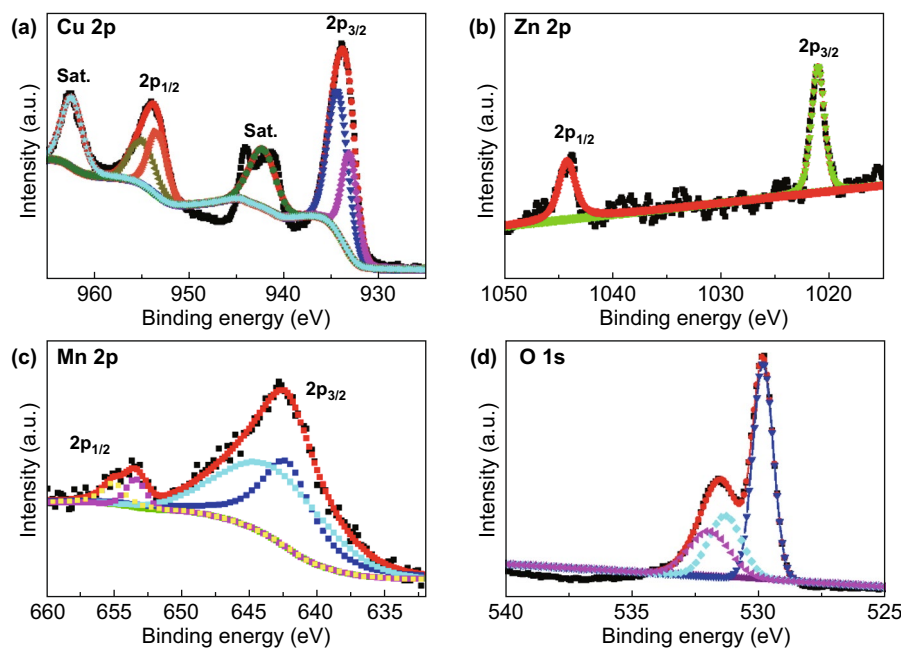 (a) Cu 2p
2p3/2
Sat.
2p1/2
Sat.
Intensity (a.u.)
960 950 940 930
Binding energy (eV)
(b) Zn 2p
2p3/2
2p1/2
Intensity (a.u.)
1050 1040 1030 1020
Binding energy (eV)
(c) Mn 2p
2p3/2
2p1/2
Intensity (a.u.)
660 655 645 640 635
Binding energy (eV)
(d) O 1s
Intensity (a.u.)
540 535 530 525
Binding energy (eV)